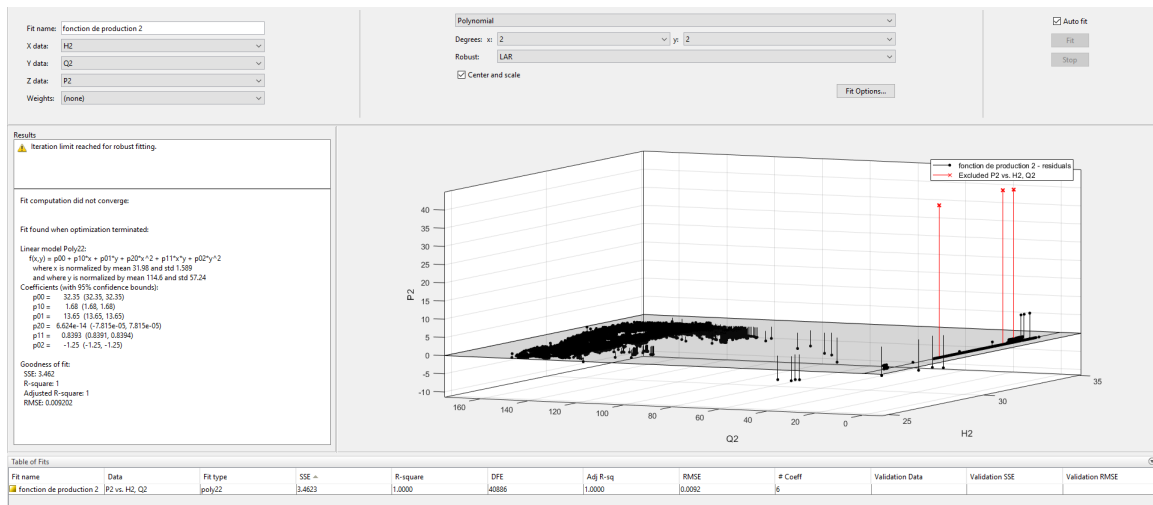 Fit name: fonction de production 2
X data: H2
Y data: Q2
Z data: P2
Weights: (none)
Polynomial
Degrees: x: 2 y: 2
Robust: LAR
Center and scale
Fit Options...
Auto fit
Fit
Stop
Results
Iteration limit reached for robust fitting.
Fit computation did not converge:
Fit found when optimization terminated:
Linear model Poly22:
f(x,y) = p00 + p10*x + p01*y + p20*x^2 + p11*x*y + p02*y^2
where x is normalized by mean 31.98 and std 1.589
and where y is normalized by mean 114.6 and std 57.24
Coefficients (with 95% confidence bounds):
p00 = 32.35 (32.35, 32.35)
p10 = 1.68 (1.68, 1.68)
p01 = 13.65 (13.65, 13.65)
p20 = 6.624e-14 (-7.815e-05, 7.815e-05)
p11 = 0.8393 (0.8391, 0.8394)
p02 = -1.25 (-1.25, -1.25)
Goodness of fit:
SSE: 3.462
R-square: 1
Adjusted R-square: 1
RMSE: 0.009202
fonction de production 2 - residuals
Excluded P2 vs. H2, Q2
40
35
30
25
20
15
10
5
0
-5
-10
P2
160
140
120
100
80
60
40
20
0
Q2
25
30
35
H2
Table of Fits
Fit name Data Fit type SSE R-square DFE Adj R-sq RMSE # Coeff Validation Data Validation SSE Validation RMSE
fonction de production 2 P2 vs. H2, Q2 poly22 3.4623 1.0000 40886 1.0000 0.0092 6